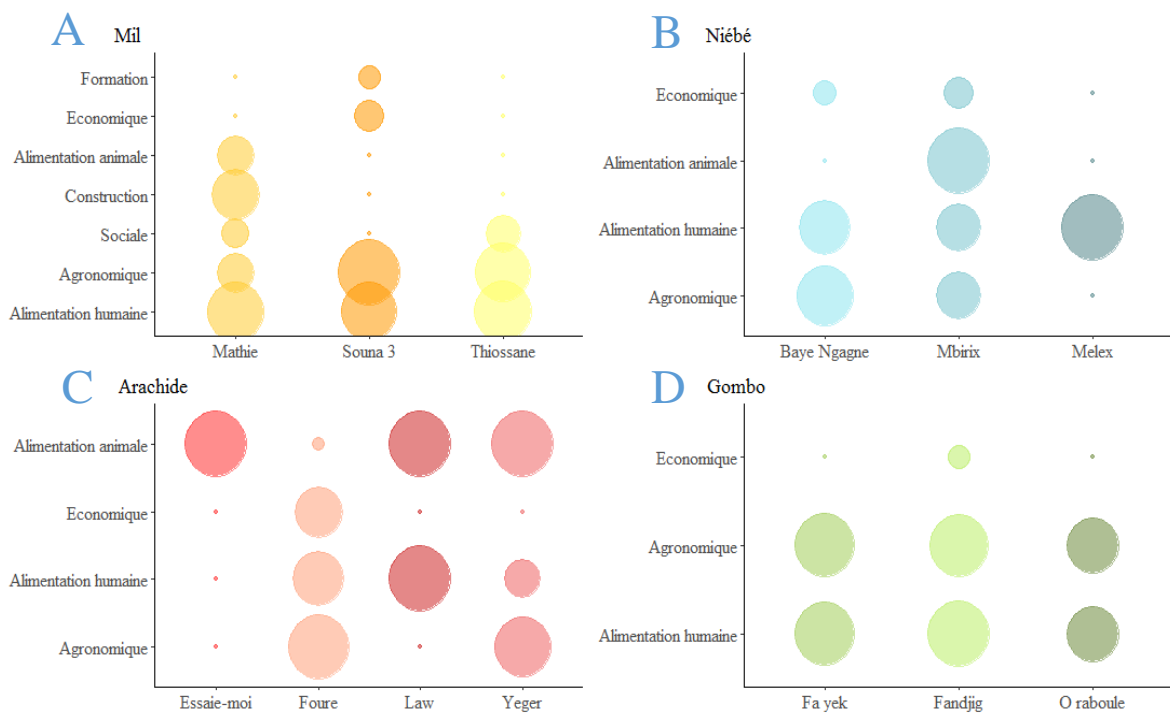 A Mil
Formation
Economique
Alimentation animale
Construction
Sociale
Agronomique
Alimentation humaine
Mathie Souna 3 Thiossane
B Niébé
Economique
Alimentation animale
Alimentation humaine
Agronomique
Baye Ngagne Mbirix Melex
C Arachide
Alimentation animale
Economique
Alimentation humaine
Agronomique
Essaie-moi Foure Law Yeger
D Gombo
Economique
Agronomique
Alimentation humaine
Fa yek Fandjig O raboule